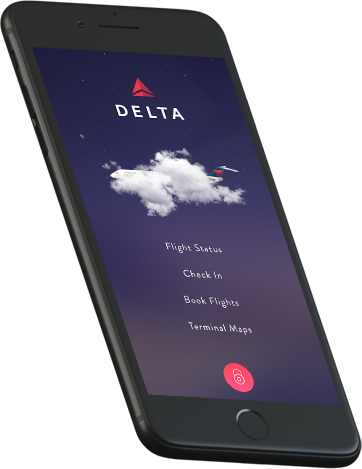 DELTA
Flight Status
Check In
Book Flights
Terminal Maps